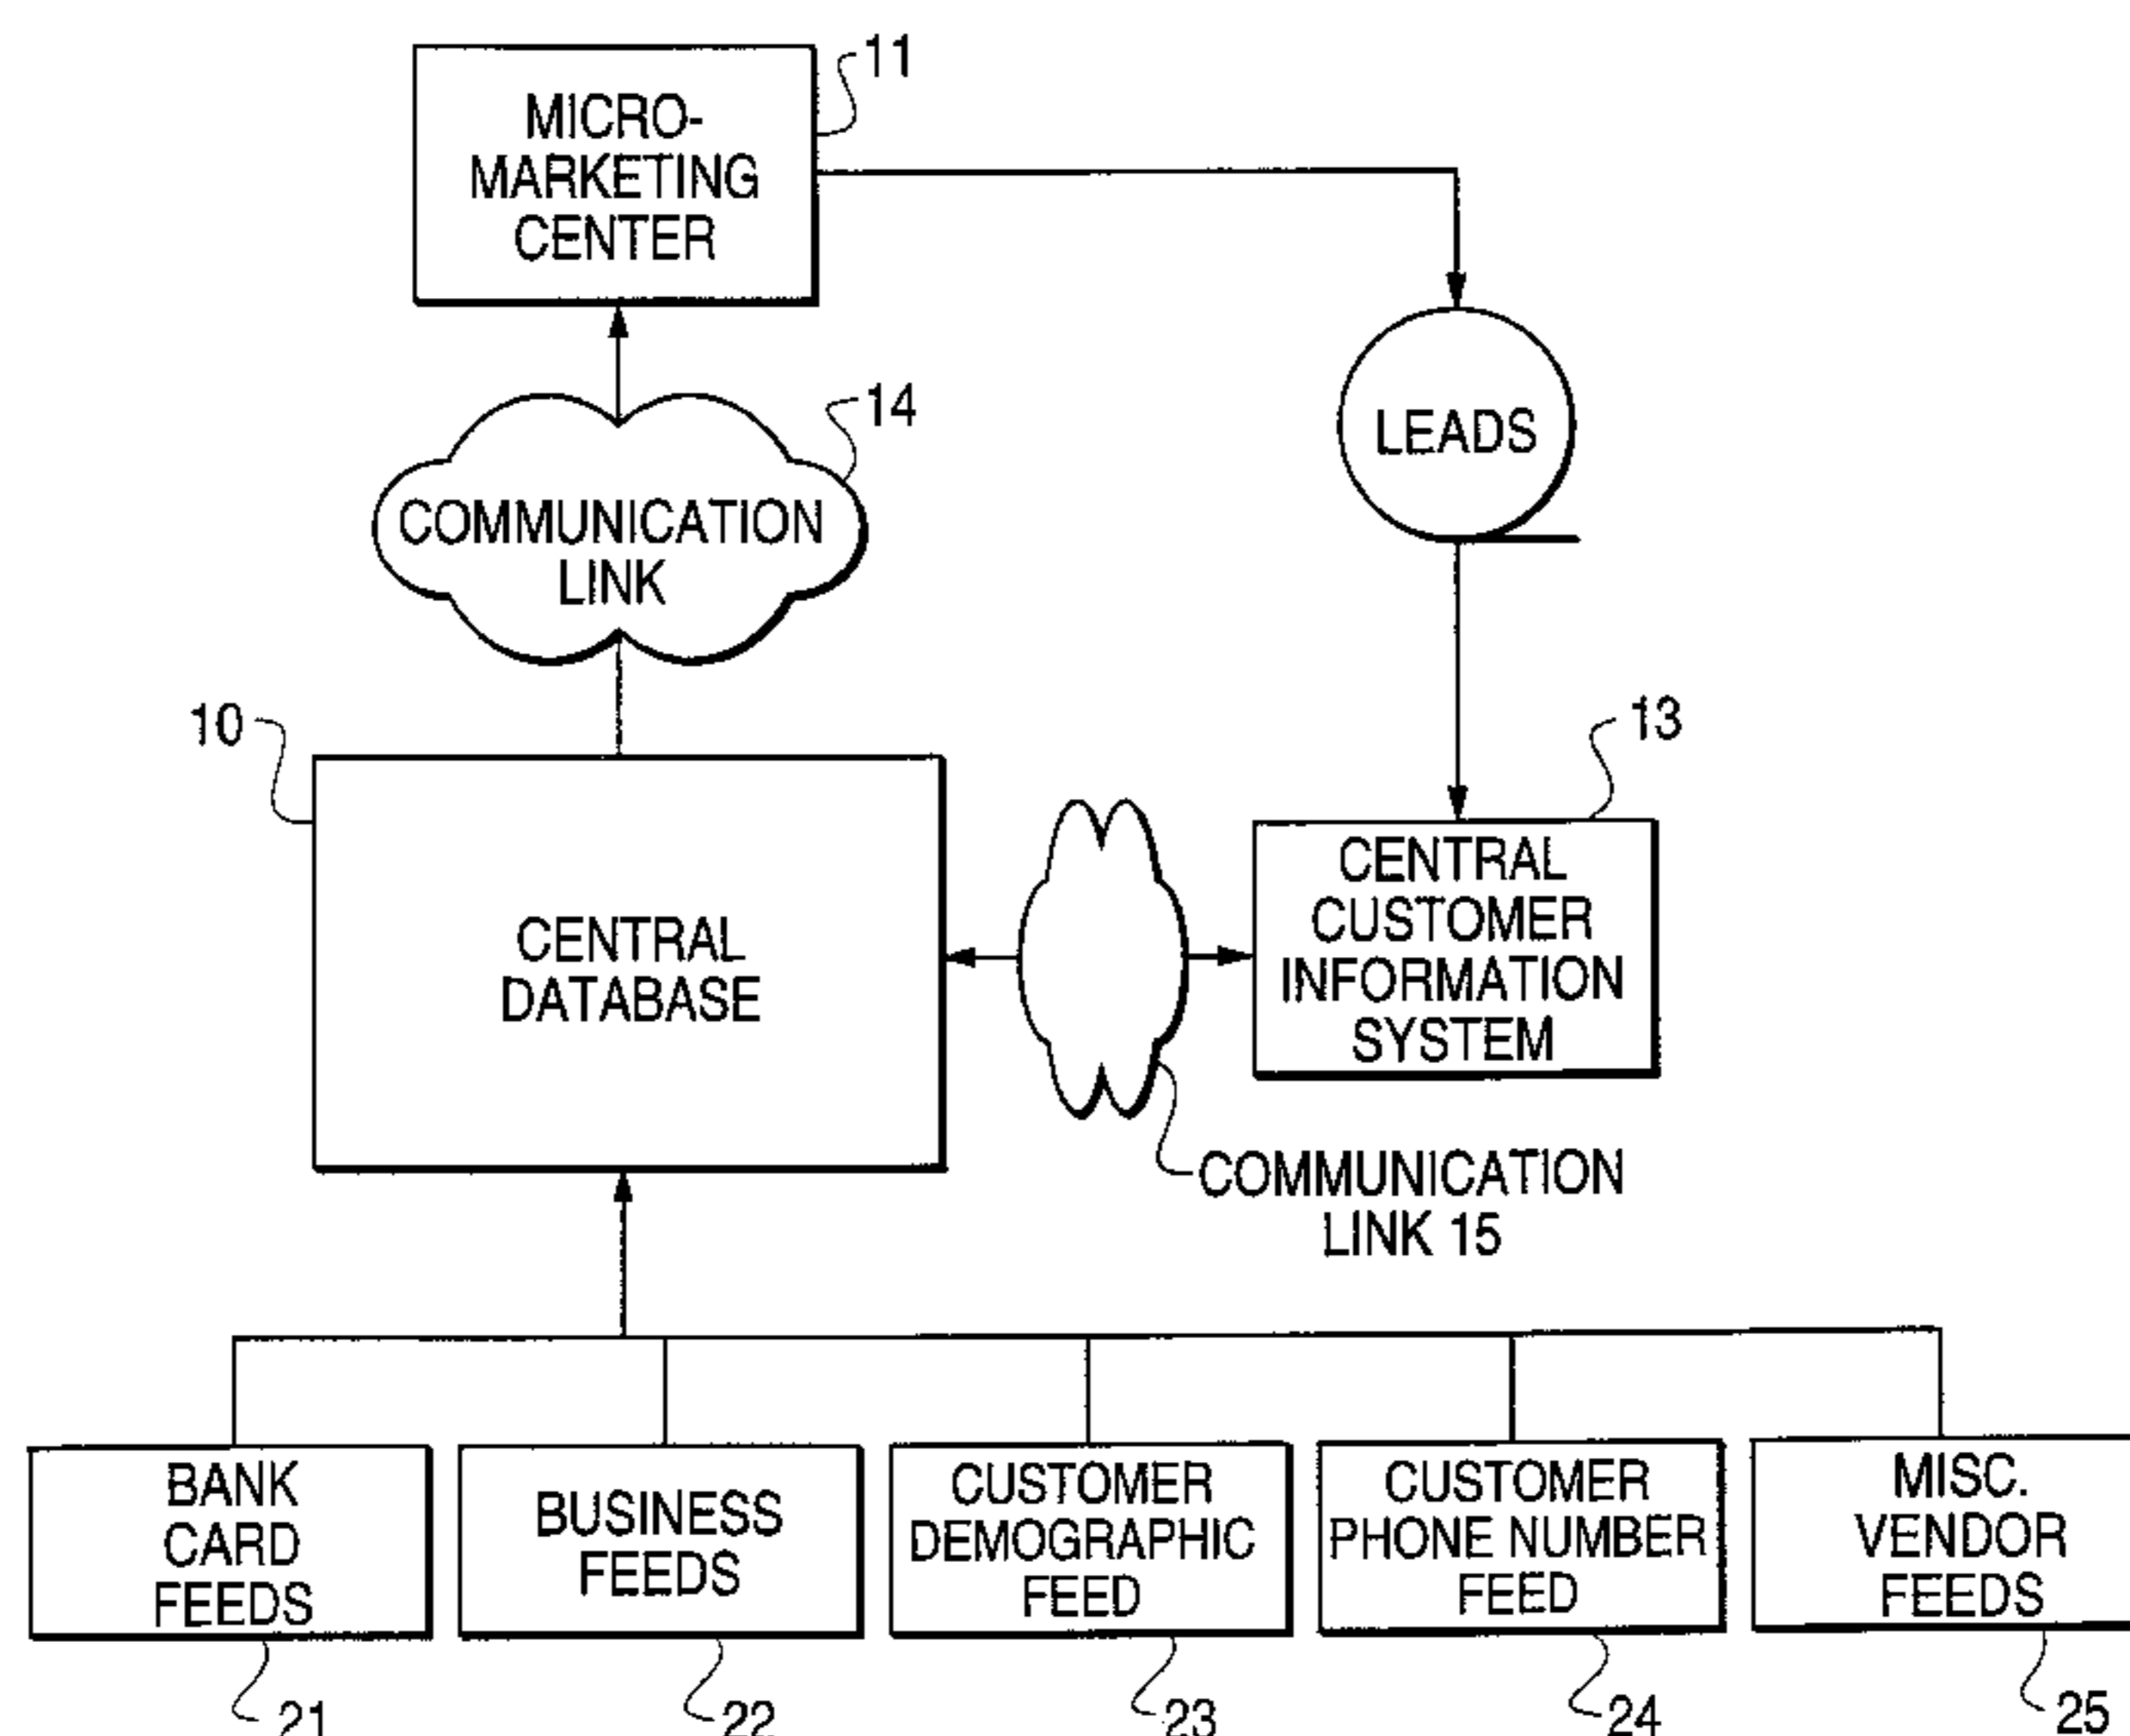 11
MICRO-
MARKETING
CENTER
14
LEADS
COMMUNICATION
LINK
10
13
CENTRAL
CUSTOMER
INFORMATION
SYSTEM
CENTRAL
DATABASE
COMMUNICATION
LINK 15
BANK
CARD
FEEDS
BUSINESS
FEEDS
CUSTOMER
DEMOGRAPHIC
FEED
CUSTOMER
PHONE NUMBER
FEED
MISC.
VENDOR
FEEDS
21
22
23
24
25